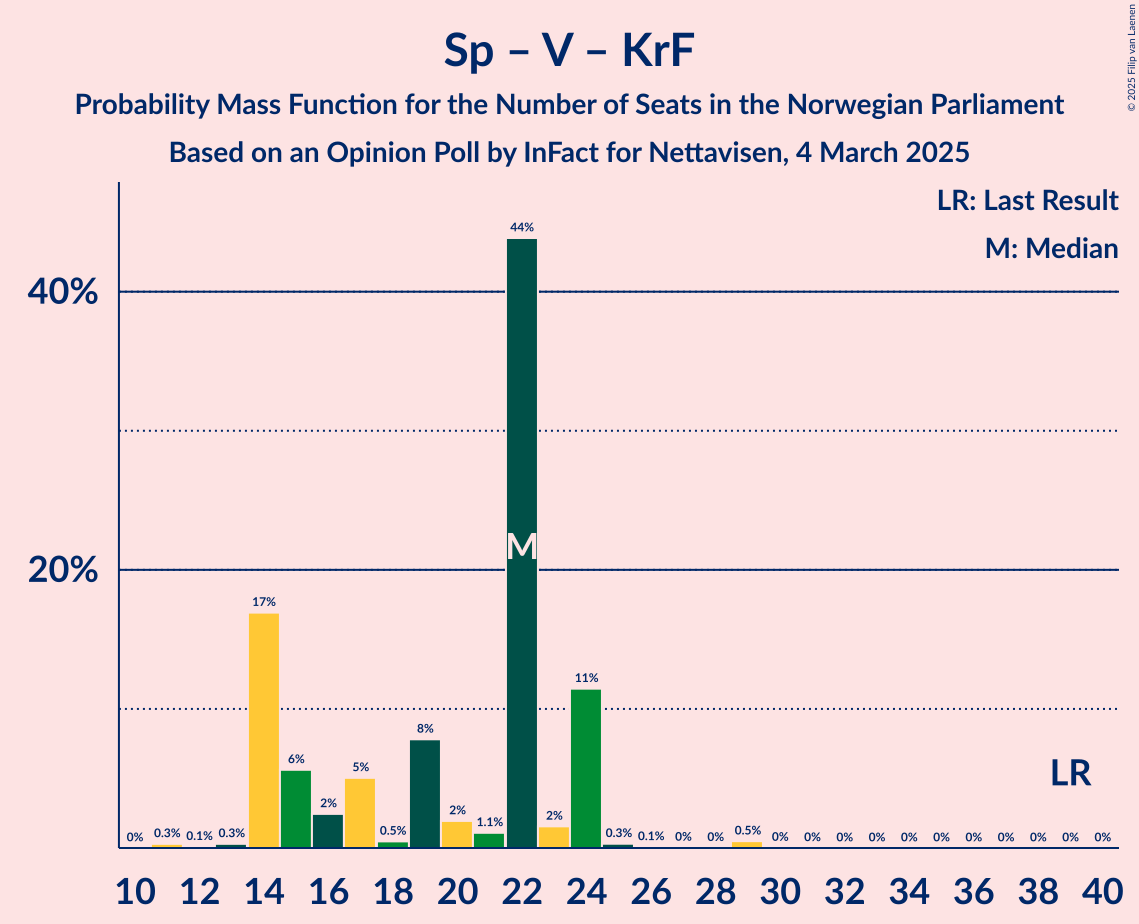 Sp – V – KrF
Probability Mass Function for the Number of Seats in the Norwegian Parliament
Based on an Opinion Poll by InFact for Nettavisen, 4 March 2025
© 2025 Filip van Laenen
LR: Last Result
M: Median
40%
20%
0% 0.3% 0.1% 0.3% 17% 6% 2% 5% 0.5% 8% 2% 1.1% 44% 2% 11% 0.3% 0.1% 0% 0% 0.5% 0% 0% 0% 0% 0% 0% 0% 0% 0% 0% 0%
M
LR
10 12 14 16 18 20 22 24 26 28 30 32 34 36 38 40